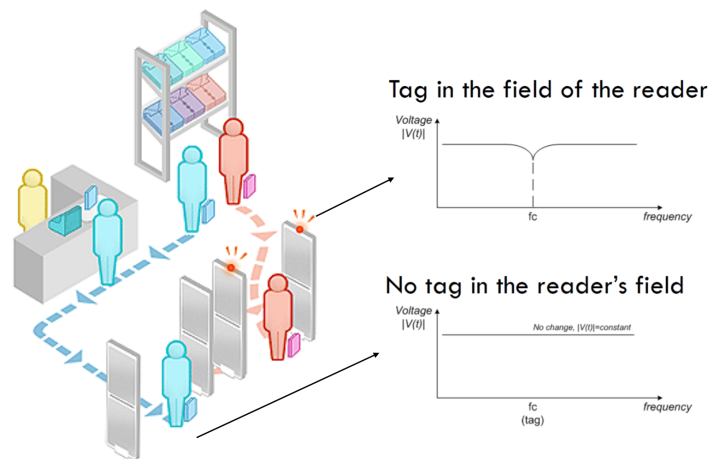 Tag in the field of the reader
Voltage
|V(t)|
fc
frequency
No tag in the reader's field
Voltage
|V(t)|
No change, |V(t)|=constant
fc
(tag)
frequency